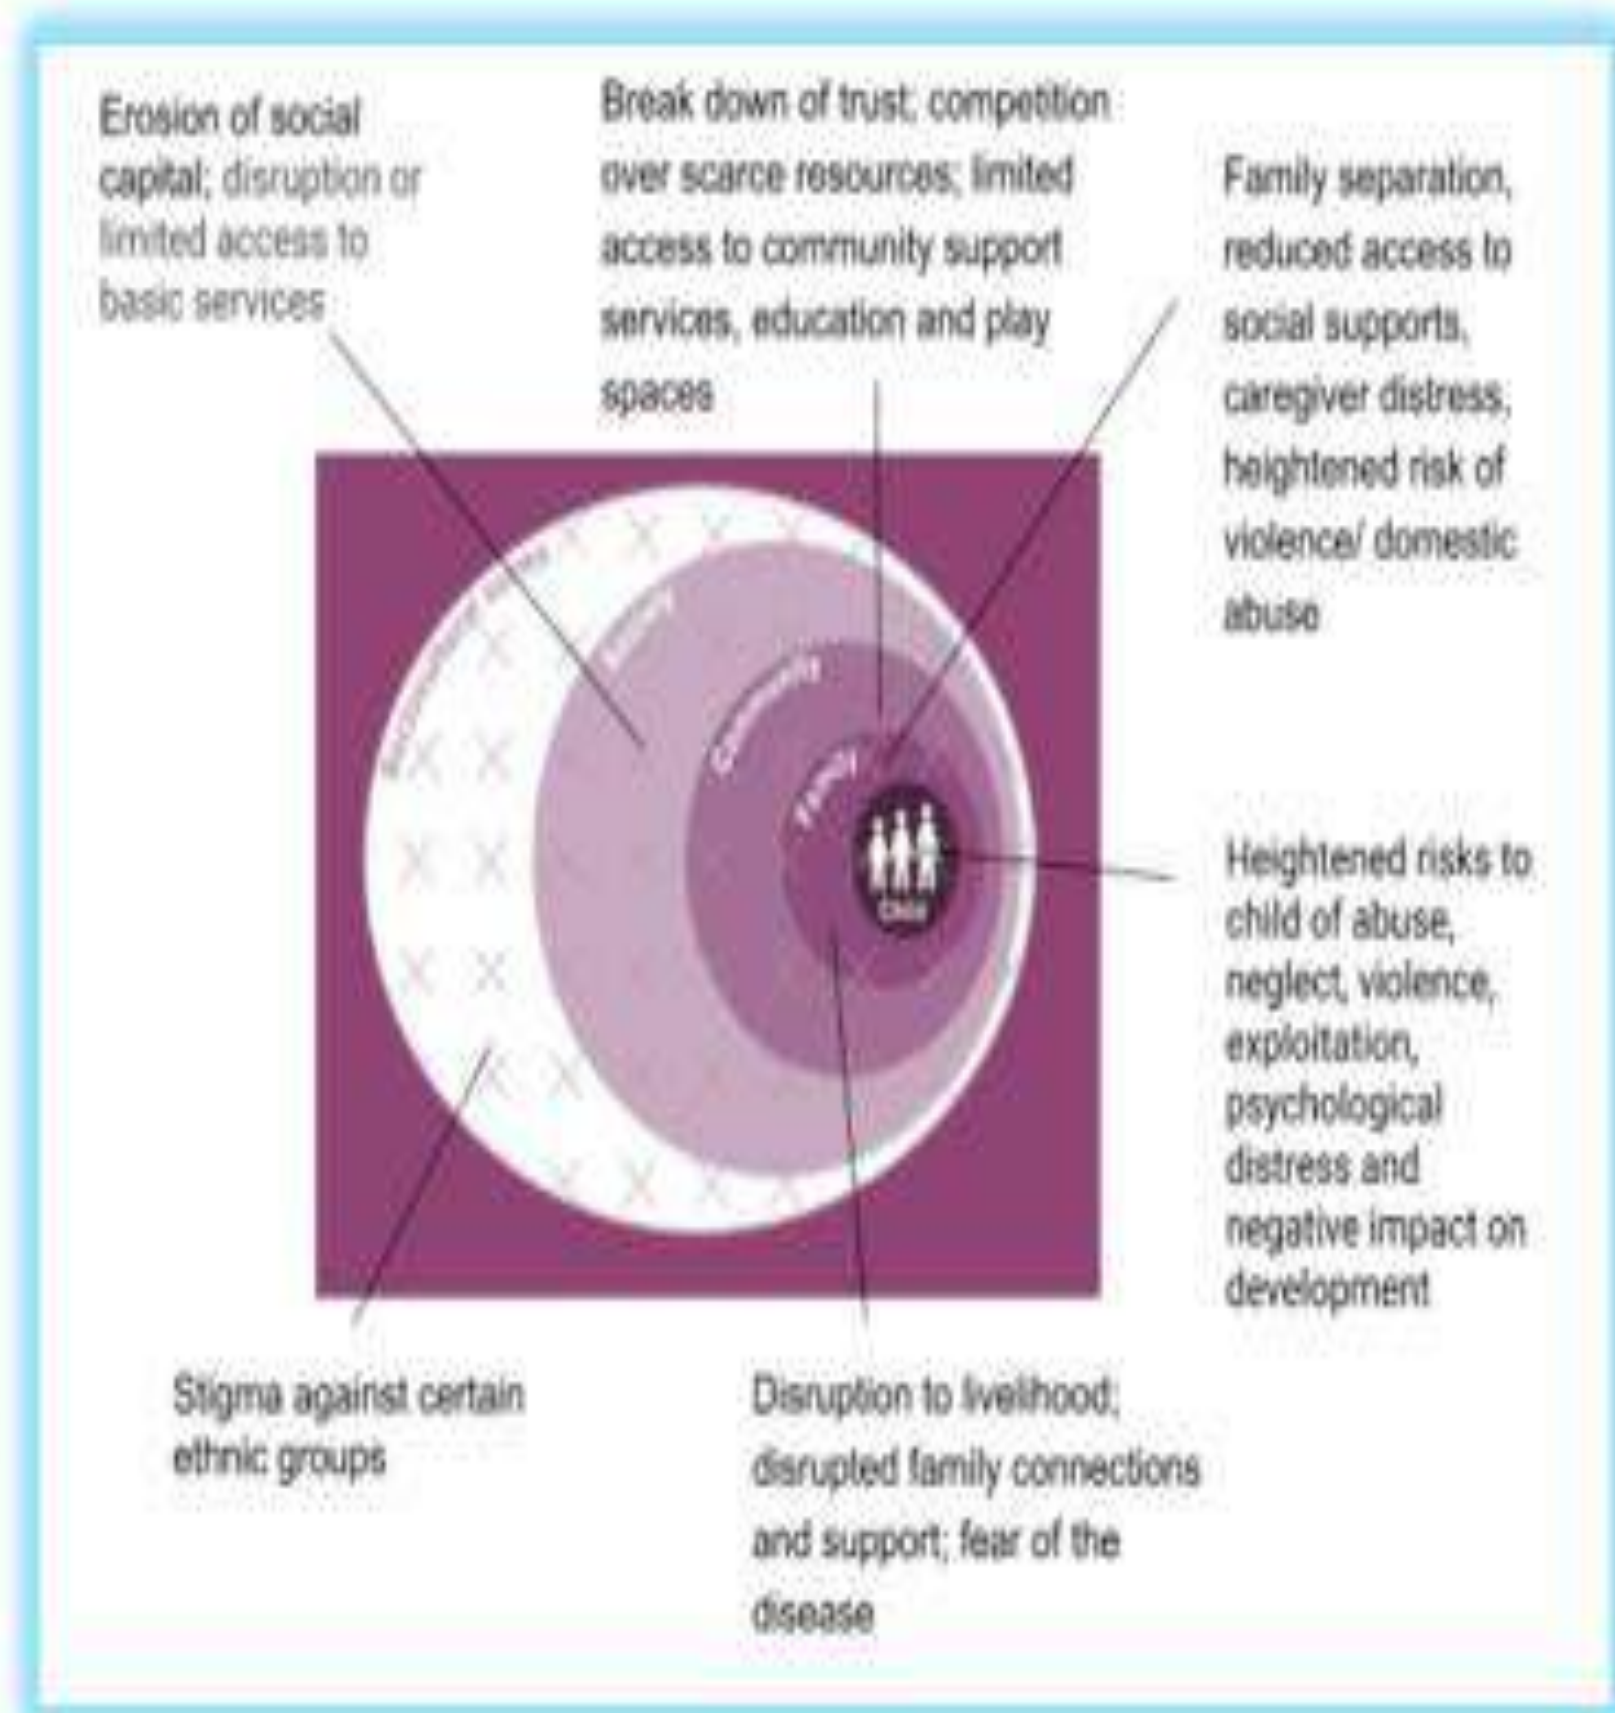 Erosion of social
capital; disruption or
limited access to
basic services
Break down of trust; competition
over scarce resources; limited
access to community support
services, education and play
spaces
Family separation,
reduced access to
social supports,
caregiver distress,
heightened risk of
violence/ domestic
abuse
Community
Family
Child
Heightened risks to
child of abuse,
neglect, violence,
exploitation,
psychological
distress and
negative impact on
development
Stigma against certain
ethnic groups
Disruption to livelihood;
disrupted family connections
and support; fear of the
disease